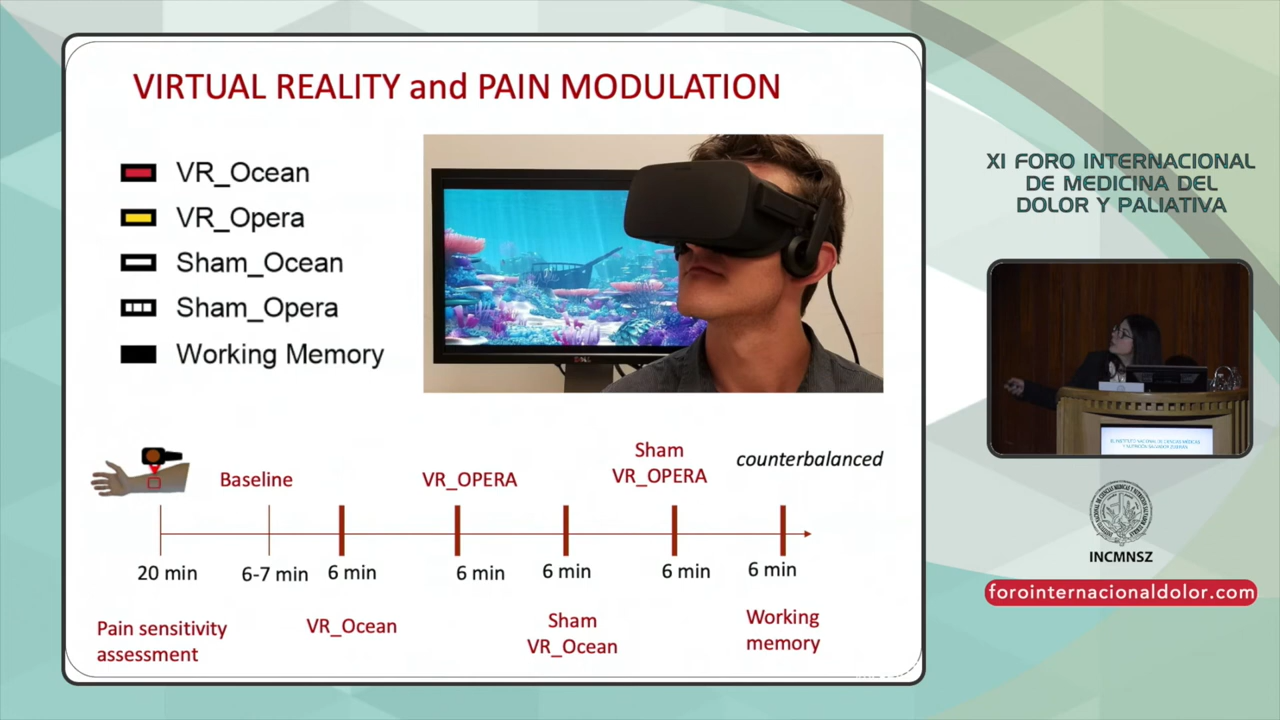 VIRTUAL REALITY and PAIN MODULATION
VR_Ocean
VR_Opera
Sham_Ocean
Sham_Opera
Working Memory
DELL
Baseline
VR_OPERA
Sham
VR_OPERA
counterbalanced
20 min
6-7 min
6 min
6 min
6 min
6 min
6 min
Pain sensitivity
assessment
VR_Ocean
Sham
VR_Ocean
Working
memory
XI FORO INTERNACIONAL
DE MEDICINA DEL
DOLOR Y PALIATIVA
INCMNSZ
forointernacionaldolor.com